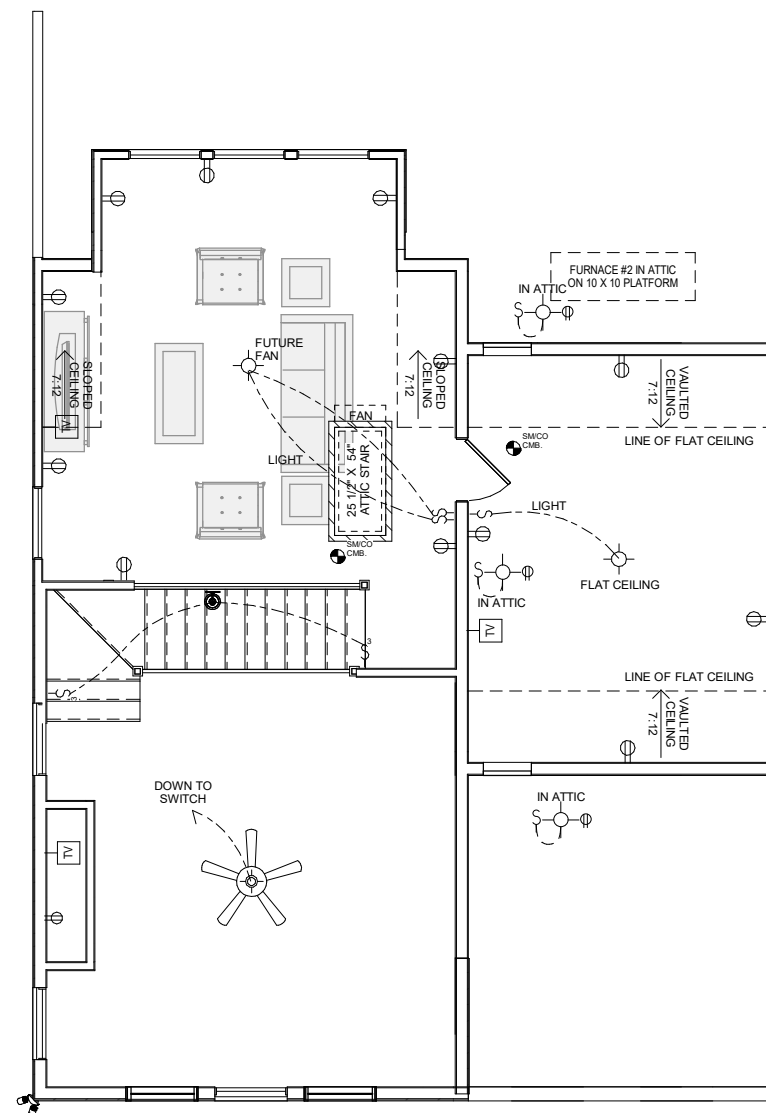 FURNACE #2 IN ATTIC
ON 10 X 10 PLATFORM
IN ATTIC
S
FUTURE
FAN
SLOPED
CEILING
7:12
SLOPED
CEILING
7:12
VAULTED
CEILING
7:12
TV
FAN
LINE OF FLAT CEILING
SM/CO
CMB.
LIGHT
25 1/2" X 54"
ATTIC STAIR
S
S
S
LIGHT
SM/CO
CMB.
FLAT CEILING
S
IN ATTIC
TV
S
3
S
3
LINE OF FLAT CEILING
VAULTED
CEILING
7:12
DOWN TO
SWITCH
IN ATTIC
S
TV